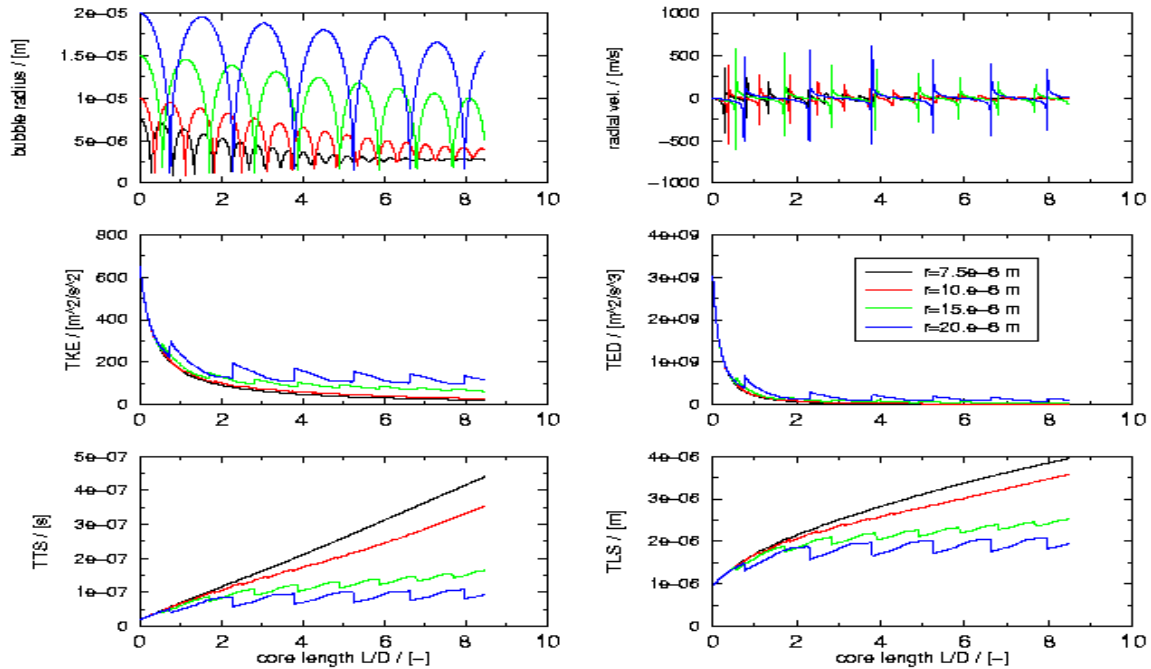 bubble radius / [m]
2e−05
1.5e−05
1e−05
5e−06
0
0 2 4 6 8 10
radial vel. / [m/s]
1000
500
0
−500
−1000
0 2 4 6 8 10
TKE / [m^2/s^2]
800
600
400
200
0
0 2 4 6 8 10
TED / [m^2/s^3]
4e+09
3e+09
2e+09
1e+09
0
0 2 4 6 8 10
r=7.5e−6 m
r=10.e−6 m
r=15.e−6 m
r=20.e−6 m
TTS / [s]
5e−07
4e−07
3e−07
2e−07
1e−07
0
0 2 4 6 8 10
core length L/D / [−]
TLS / [m]
4e−06
3e−06
2e−06
1e−06
0
0 2 4 6 8 10
core length L/D / [−]